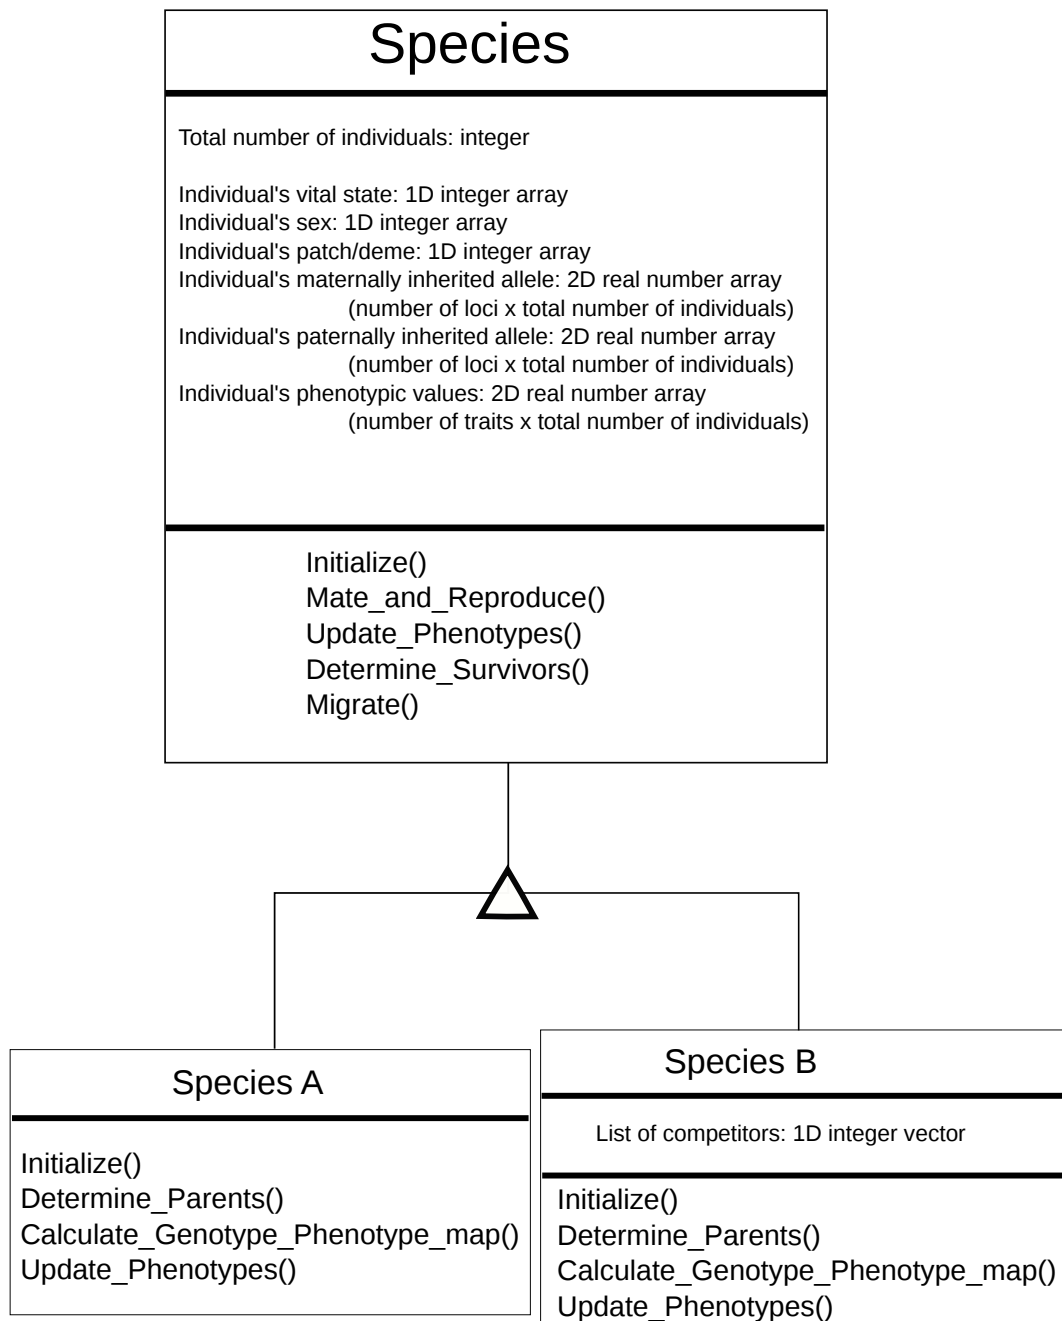 Species
Total number of individuals: integer
Individual's vital state: 1D integer array
Individual's sex: 1D integer array
Individual's patch/deme: 1D integer array
Individual's maternally inherited allele: 2D real number array
(number of loci x total number of individuals)
Individual's paternally inherited allele: 2D real number array
(number of loci x total number of individuals)
Individual's phenotypic values: 2D real number array
(number of traits x total number of individuals)
Initialize()
Mate_and_Reproduce()
Update_Phenotypes()
Determine_Survivors()
Migrate()
Species A
Initialize()
Determine_Parents()
Calculate_Genotype_Phenotype_map()
Update_Phenotypes()
Species B
List of competitors: 1D integer vector
Initialize()
Determine_Parents()
Calculate_Genotype_Phenotype_map()
Update_Phenotypes()